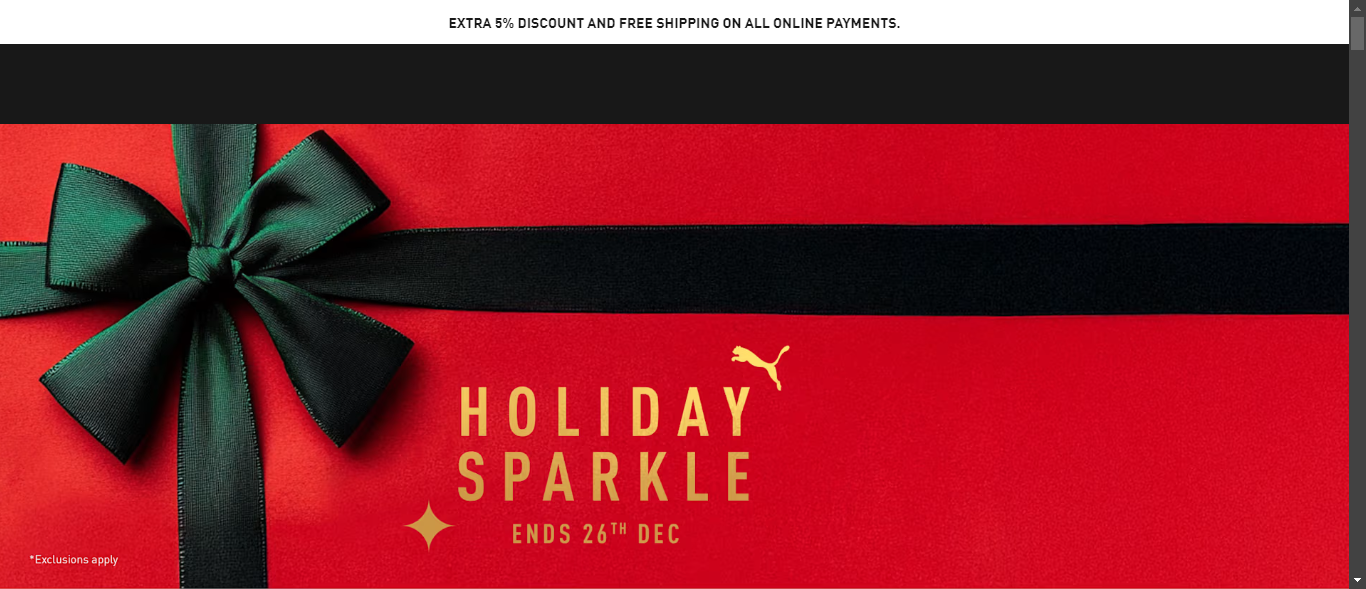 EXTRA 5% DISCOUNT AND FREE SHIPPING ON ALL ONLINE PAYMENTS.
HOLIDAY
SPARKLE
ENDS 26TH DEC
*Exclusions apply